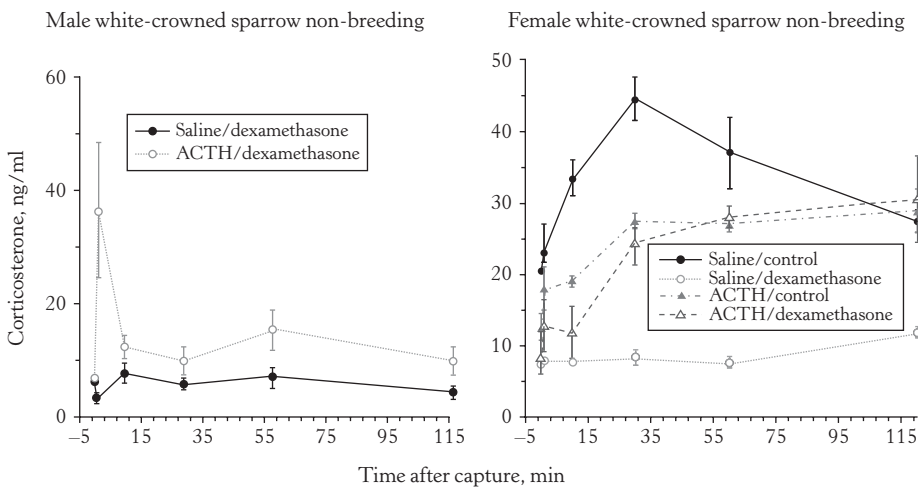 Male white-crowned sparrow non-breeding
Female white-crowned sparrow non-breeding
Corticosterone, ng/ml
60
40
20
0
Saline/dexamethasone
ACTH/dexamethasone
−5 15 35 55 75 95 115
50
40
30
20
10
0
Saline/control
Saline/dexamethasone
ACTH/control
ACTH/dexamethasone
−5 15 35 55 75 95 115
Time after capture, min